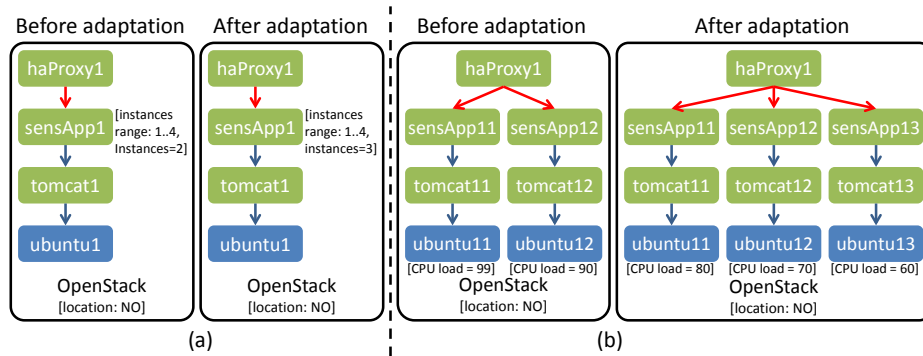 Before adaptation
haProxy1
sensApp1
[instances
range: 1..4,
Instances=2]
tomcat1
ubuntu1
OpenStack
[location: NO]
After adaptation
haProxy1
sensApp1
[instances
range: 1..4,
instances=3]
tomcat1
ubuntu1
OpenStack
[location: NO]
(a)
Before adaptation
haProxy1
sensApp11 sensApp12
tomcat11 tomcat12
ubuntu11 ubuntu12
[CPU load = 99] [CPU load = 90]
OpenStack
[location: NO]
After adaptation
haProxy1
sensApp11 sensApp12 sensApp13
tomcat11 tomcat12 tomcat13
ubuntu11 ubuntu12 ubuntu13
[CPU load = 80] [CPU load = 70] [CPU load = 60]
OpenStack
[location: NO]
(b)